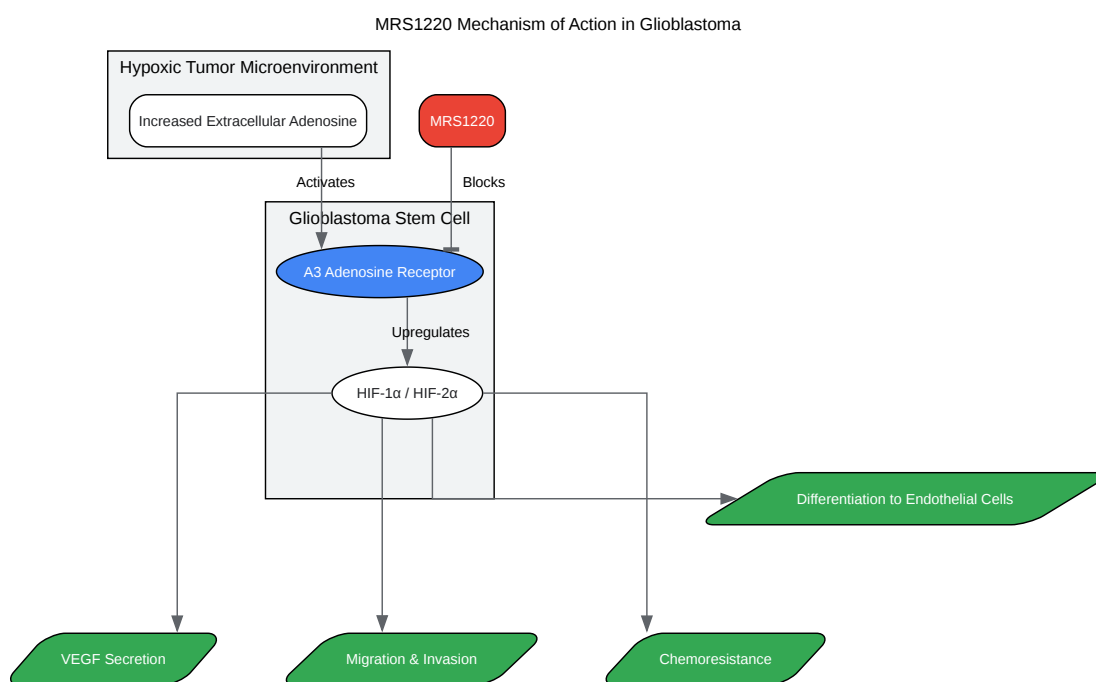 MRS1220 Mechanism of Action in Glioblastoma
Hypoxic Tumor Microenvironment
Increased Extracellular Adenosine
MRS1220
Activates
Blocks
Glioblastoma Stem Cell
A3 Adenosine Receptor
Upregulates
HIF-1α / HIF-2α
Differentiation to Endothelial Cells
VEGF Secretion
Migration & Invasion
Chemoresistance